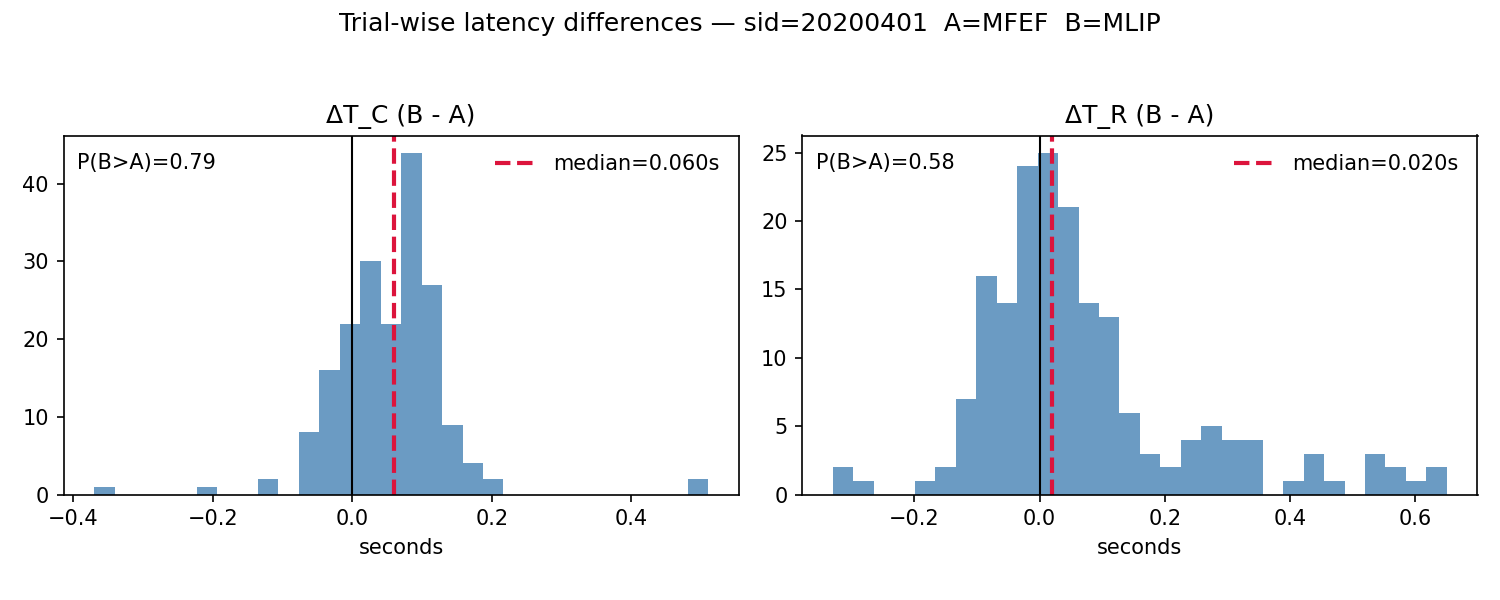 Trial-wise latency differences — sid=20200401  A=MFEF  B=MLIP
ΔT_C (B - A)
P(B>A)=0.79
median=0.060s
40
30
20
10
0
−0.4 −0.2 0.0 0.2 0.4
seconds
ΔT_R (B - A)
P(B>A)=0.58
median=0.020s
25
20
15
10
5
0
−0.2 0.0 0.2 0.4 0.6
seconds